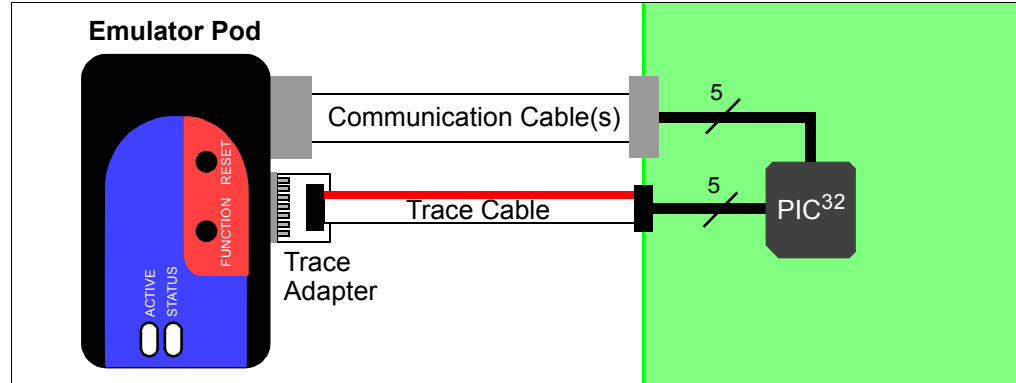 Emulator Pod
Communication Cable(s)
5
RESET
FUNCTION
Trace Cable
5
PIC32
Trace
Adapter
ACTIVE
STATUS